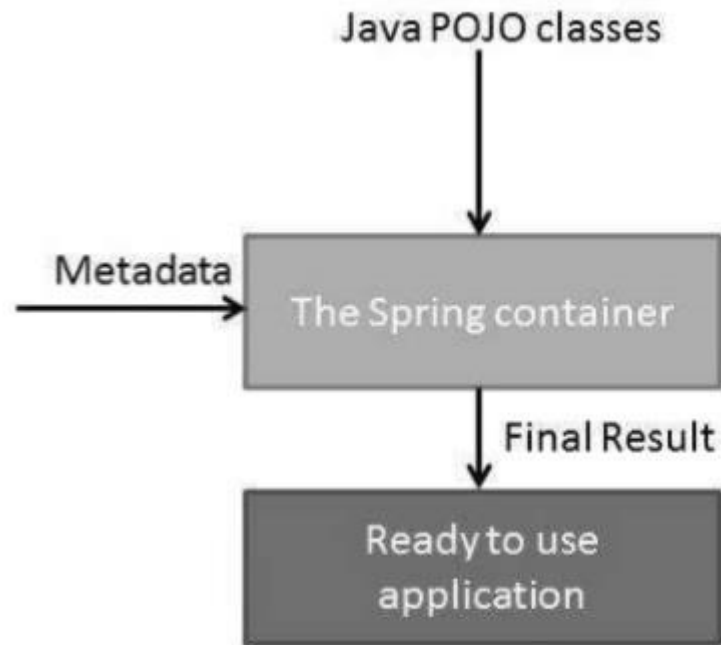 Java POJO classes
Metadata
The Spring container
Final Result
Ready to use
application